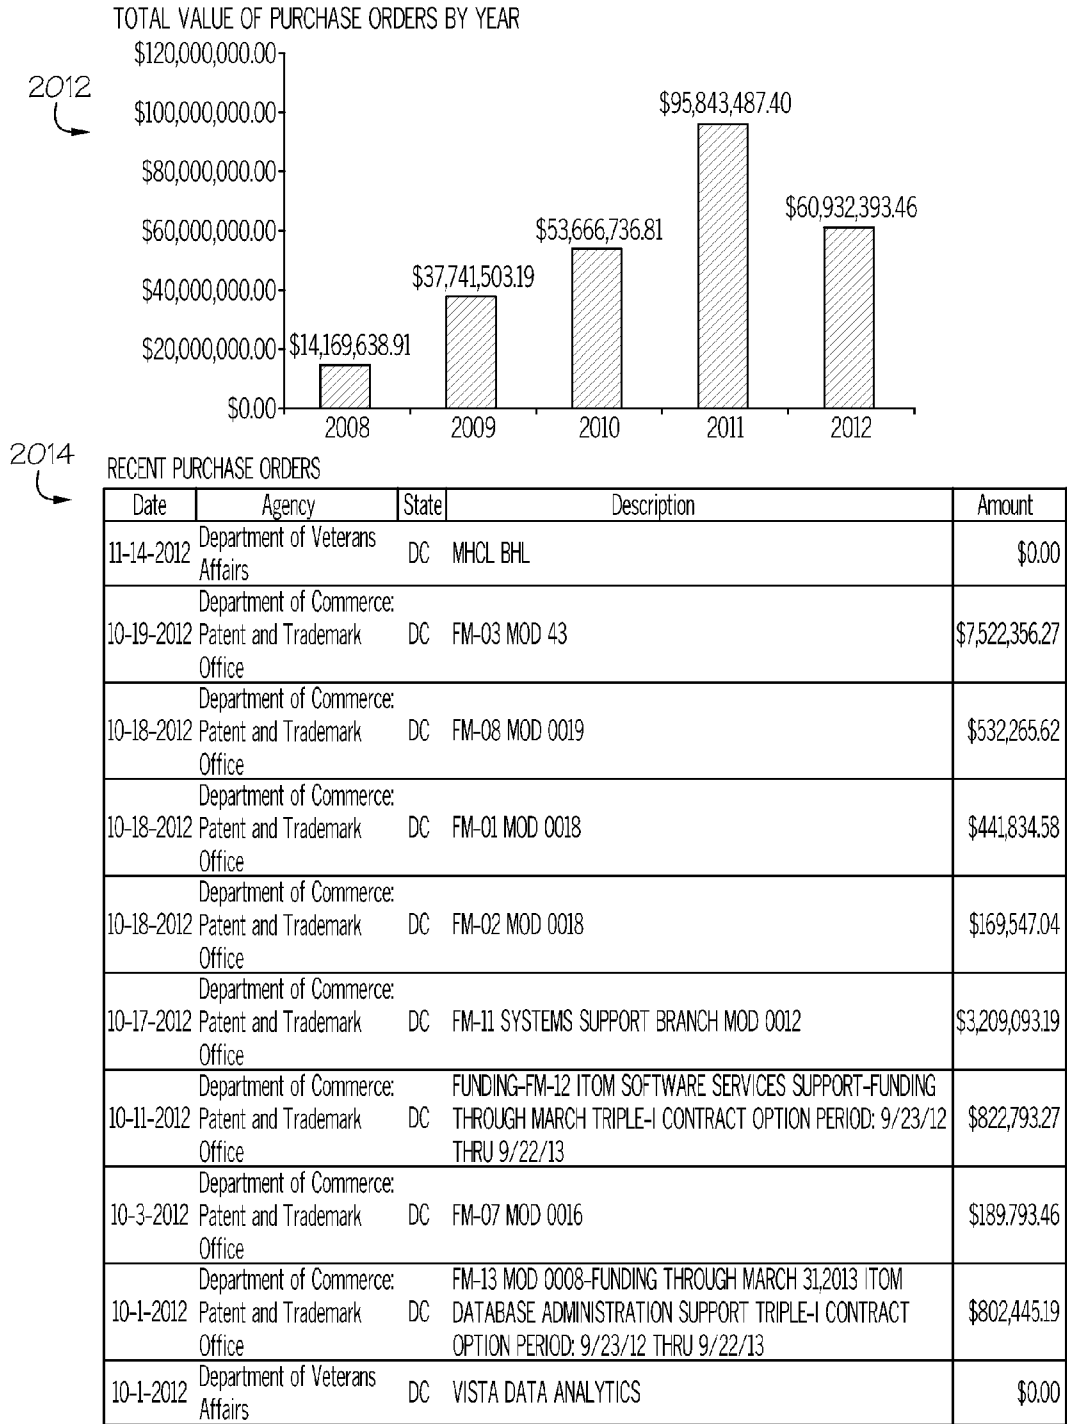 TOTAL VALUE OF PURCHASE ORDERS BY YEAR
2012
$120,000,000.00
$100,000,000.00
$80,000,000.00
$60,000,000.00
$40,000,000.00
$20,000,000.00
$0.00
$14,169,638.91
$37,741,503.19
$53,666,736.81
$95,843,487.40
$60,932,393.46
2008 2009 2010 2011 2012
2014
RECENT PURCHASE ORDERS
Date Agency State Description Amount
11-14-2012 Department of Veterans
Affairs DC MHCL BHL $0.00
Department of Commerce:
10-19-2012 Patent and Trademark DC FM-03 MOD 43 $7,522,356.27
Office
Department of Commerce:
10-18-2012 Patent and Trademark DC FM-08 MOD 0019 $532,265.62
Office
Department of Commerce:
10-18-2012 Patent and Trademark DC FM-01 MOD 0018 $441,834.58
Office
Department of Commerce:
10-18-2012 Patent and Trademark DC FM-02 MOD 0018 $169,547.04
Office
Department of Commerce:
10-17-2012 Patent and Trademark DC FM-11 SYSTEMS SUPPORT BRANCH MOD 0012 $3,209,093.19
Office
Department of Commerce: FUNDING-FM-12 ITOM SOFTWARE SERVICES SUPPORT-FUNDING
10-11-2012 Patent and Trademark DC THROUGH MARCH TRIPLE-I CONTRACT OPTION PERIOD: 9/23/12 $822,793.27
Office THRU 9/22/13
Department of Commerce:
10-3-2012 Patent and Trademark DC FM-07 MOD 0016 $189.793.46
Office
Department of Commerce: FM-13 MOD 0008-FUNDING THROUGH MARCH 31,2013 ITOM
10-1-2012 Patent and Trademark DC DATABASE ADMINISTRATION SUPPORT TRIPLE-I CONTRACT $802,445.19
Office OPTION PERIOD: 9/23/12 THRU 9/22/13
10-1-2012 Department of Veterans
Affairs DC VISTA DATA ANALYTICS $0.00